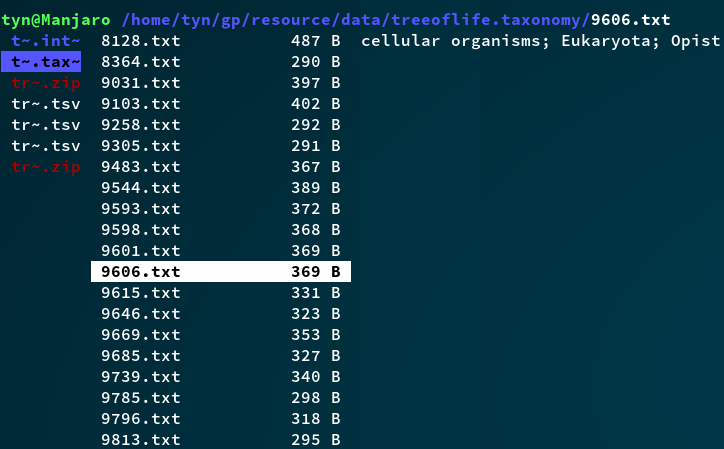 tyn@Manjaro /home/tyn/gp/resource/data/treeoflife.taxonomy/9606.txt
t~.int~ 8128.txt 487 B cellular organisms; Eukaryota; Opist
t~.tax~ 8364.txt 290 B
tr~.zip 9031.txt 397 B
tr~.tsv 9103.txt 402 B
tr~.tsv 9258.txt 292 B
tr~.tsv 9305.txt 291 B
tr~.zip 9483.txt 367 B
9544.txt 389 B
9593.txt 372 B
9598.txt 368 B
9601.txt 369 B
9606.txt 369 B
9615.txt 331 B
9646.txt 323 B
9669.txt 353 B
9685.txt 327 B
9739.txt 340 B
9785.txt 298 B
9796.txt 318 B
9813.txt 295 B